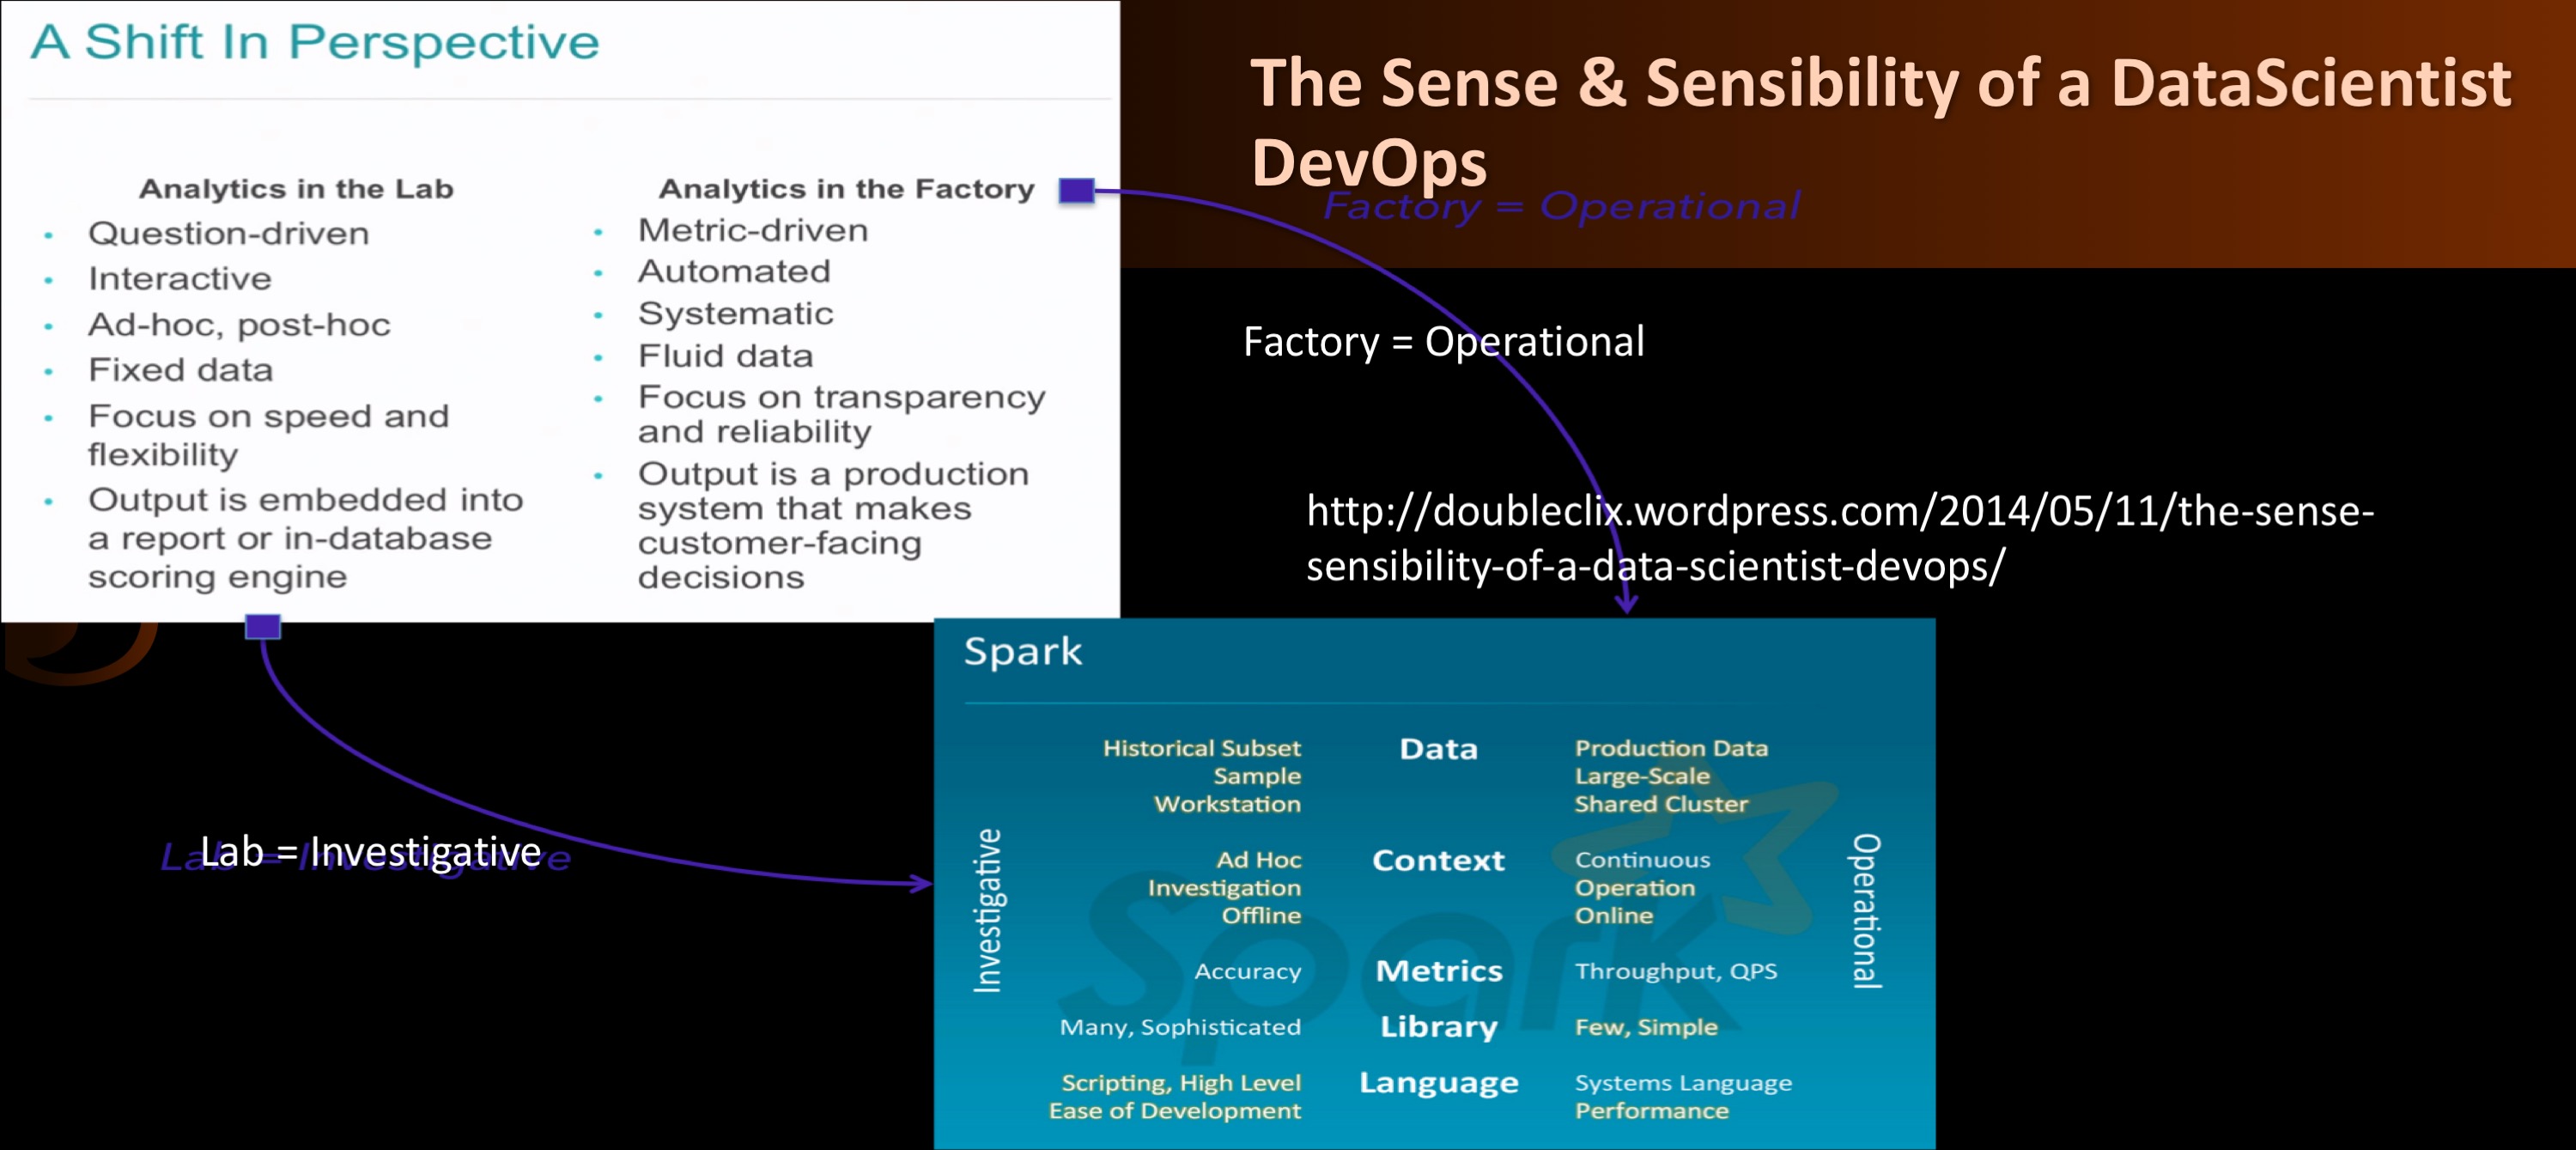 A Shift In Perspective
Analytics in the Lab
• Question-driven
• Interactive
• Ad-hoc, post-hoc
• Fixed data
• Focus on speed and
flexibility
• Output is embedded into
a report or in-database
scoring engine
Analytics in the Factory
• Metric-driven
• Automated
• Systematic
• Fluid data
• Focus on transparency
and reliability
• Output is a production
system that makes
customer-facing
decisions
The Sense & Sensibility of a DataScientist
DevOps
Factory = Operational
Factory = Operational
http://doubleclix.wordpress.com/2014/05/11/the-sense-
sensibility-of-a-data-scientist-devops/
Lab = Investigative
Lab = Investigative
Spark
Investigative
Historical Subset Data Production Data
Sample Large-Scale
Workstation Shared Cluster
Ad Hoc Context Continuous
Investigation Operation
Offline Online
Accuracy Metrics Throughput, QPS
Many, Sophisticated Library Few, Simple
Scripting, High Level Language Systems Language
Ease of Development Performance
Operational
Spark